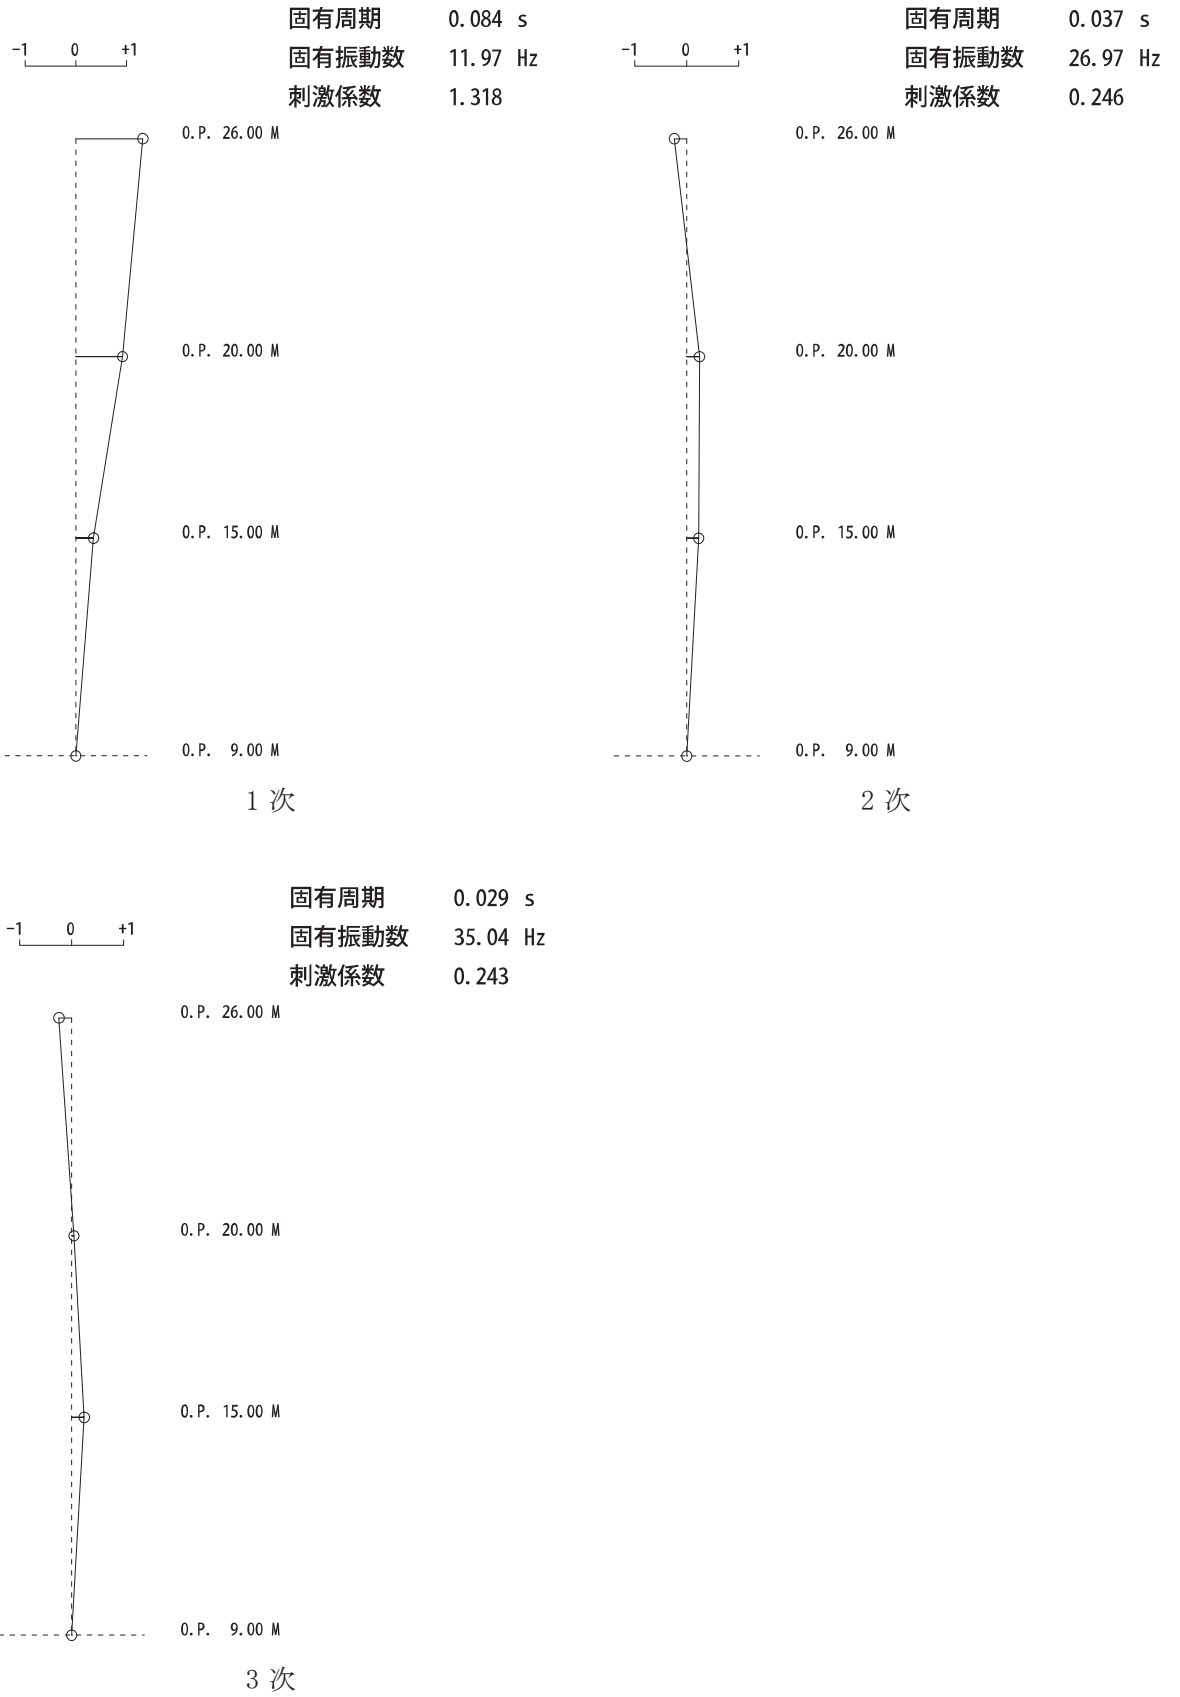 固有周期 0.084 s
固有振動数 11.97 Hz
刺激係数 1.318
-1 0 +1
O.P. 26.00 M
O.P. 20.00 M
O.P. 15.00 M
O.P. 9.00 M
1次
固有周期 0.037 s
固有振動数 26.97 Hz
刺激係数 0.246
-1 0 +1
O.P. 26.00 M
O.P. 20.00 M
O.P. 15.00 M
O.P. 9.00 M
2次
固有周期 0.029 s
固有振動数 35.04 Hz
刺激係数 0.243
-1 0 +1
O.P. 26.00 M
O.P. 20.00 M
O.P. 15.00 M
O.P. 9.00 M
3次